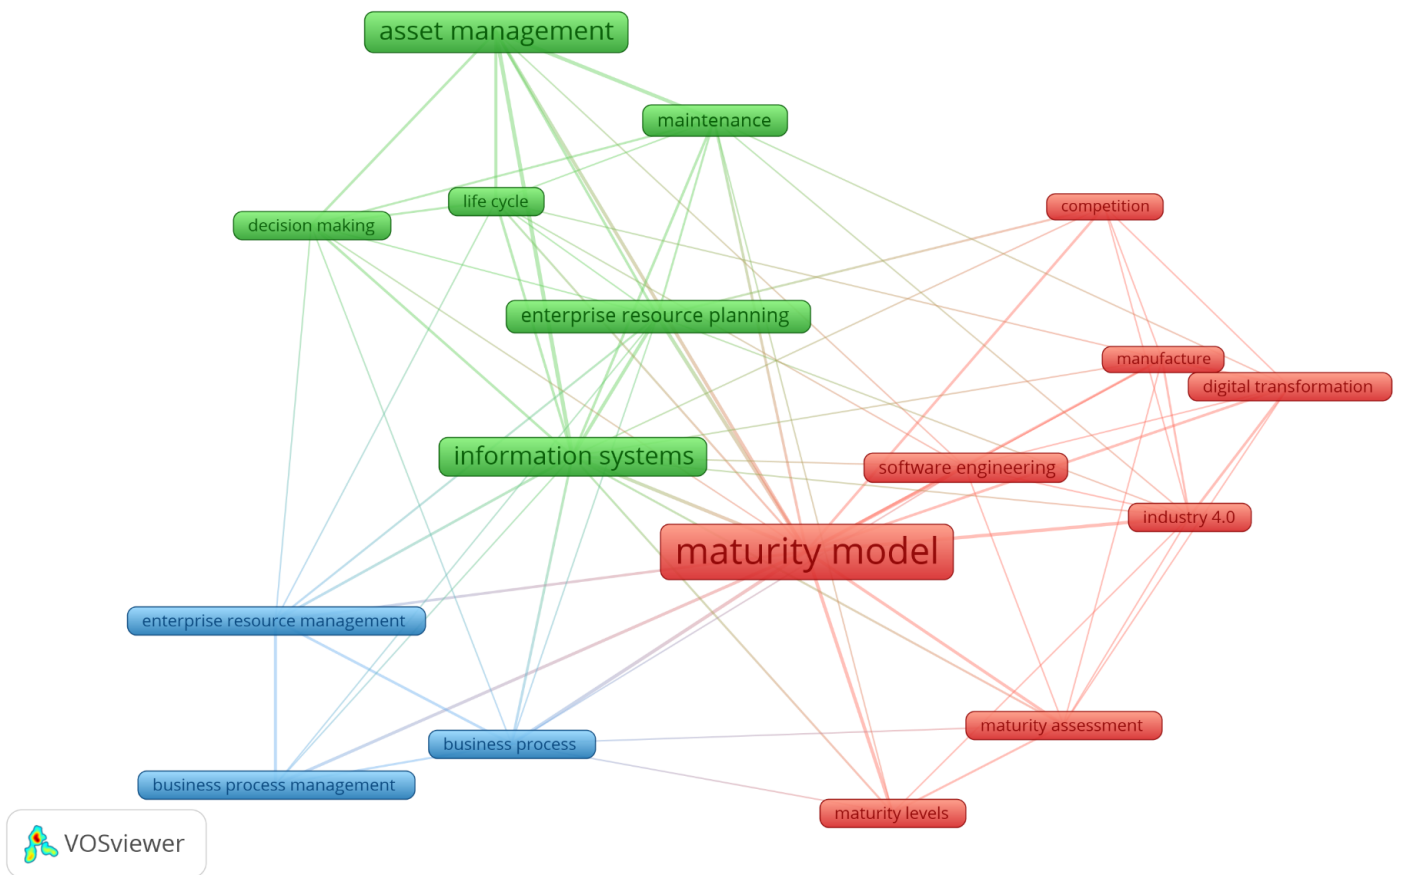 asset management
maintenance
life cycle
competition
decision making
enterprise resource planning
manufacture
digital transformation
information systems
software engineering
industry 4.0
maturity model
enterprise resource management
maturity assessment
business process
business process management
maturity levels
VOSviewer